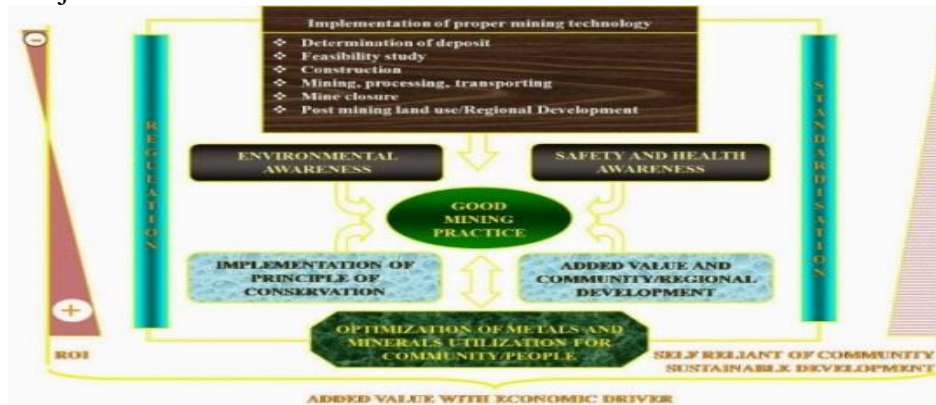 Implementation of proper mining technology
❖ Determination of deposit
❖ Feasibility study
❖ Construction
❖ Mining, processing, transporting
❖ Mine closure
❖ Post mining land use/Regional Development
REGULATION
STANDARDISATION
ENVIRONMENTAL
AWARENESS
SAFETY AND HEALTH
AWARENESS
GOOD
MINING
PRACTICE
IMPLEMENTATION OF
PRINCIPLE OF
CONSERVATION
ADDED VALUE AND
COMMUNITY/REGIONAL
DEVELOPMENT
OPTIMIZATION OF METALS AND
MINERALS UTILIZATION FOR
COMMUNITY/PEOPLE
-
+
ROI
SELF RELIANT OF COMMUNITY
SUSTAINABLE DEVELOPMENT
ADDED VALUE WITH ECONOMIC DRIVER